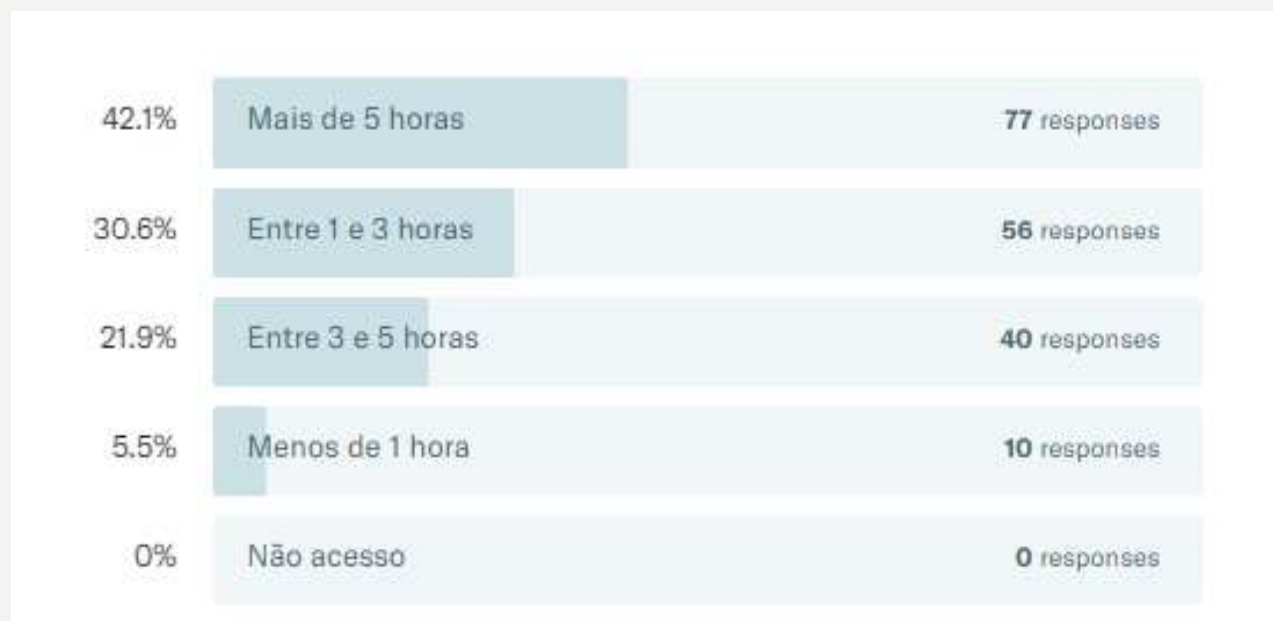 42.1% Mais de 5 horas 77 responses
30.6% Entre 1 e 3 horas 56 responses
21.9% Entre 3 e 5 horas 40 responses
5.5% Menos de 1 hora 10 responses
0% Não acesso 0 responses